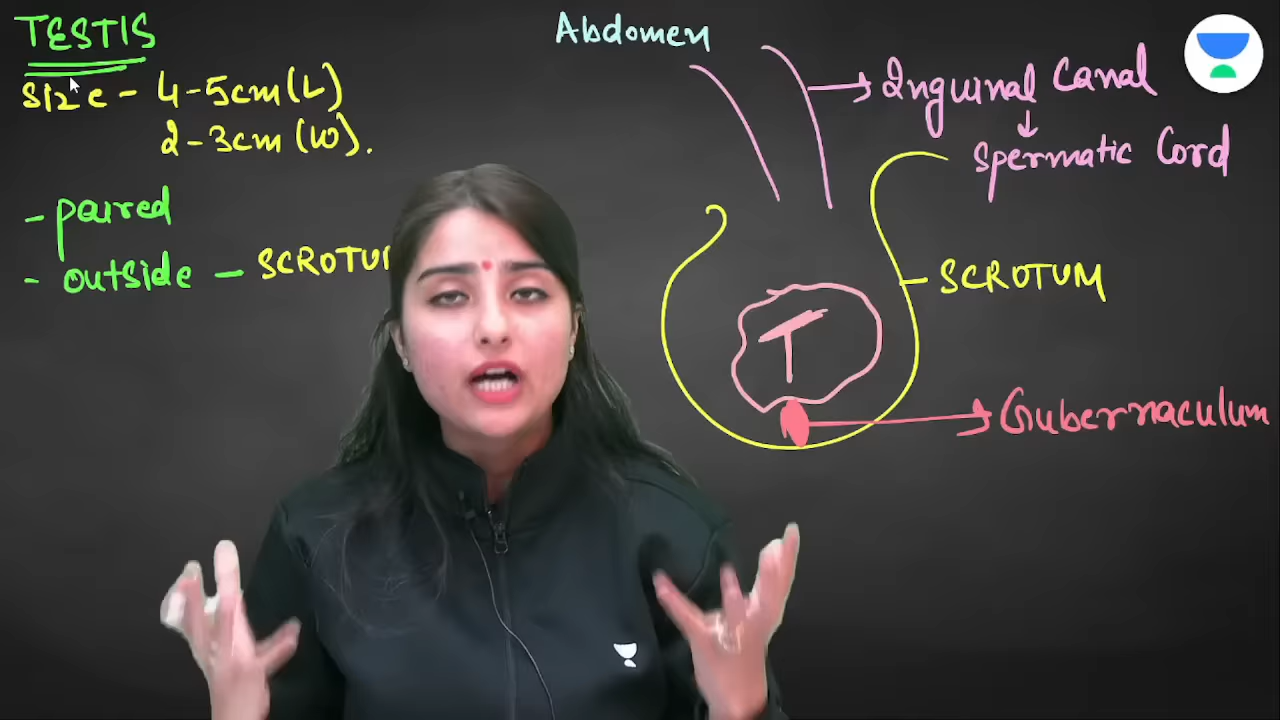 TESTIS
Size - 4-5cm (L)
2-3cm (W).
- paired
- outside - SCROTU
Abdomen
Inguinal Canal
Spermatic Cord
SCROTUM
T
Gubernaculum